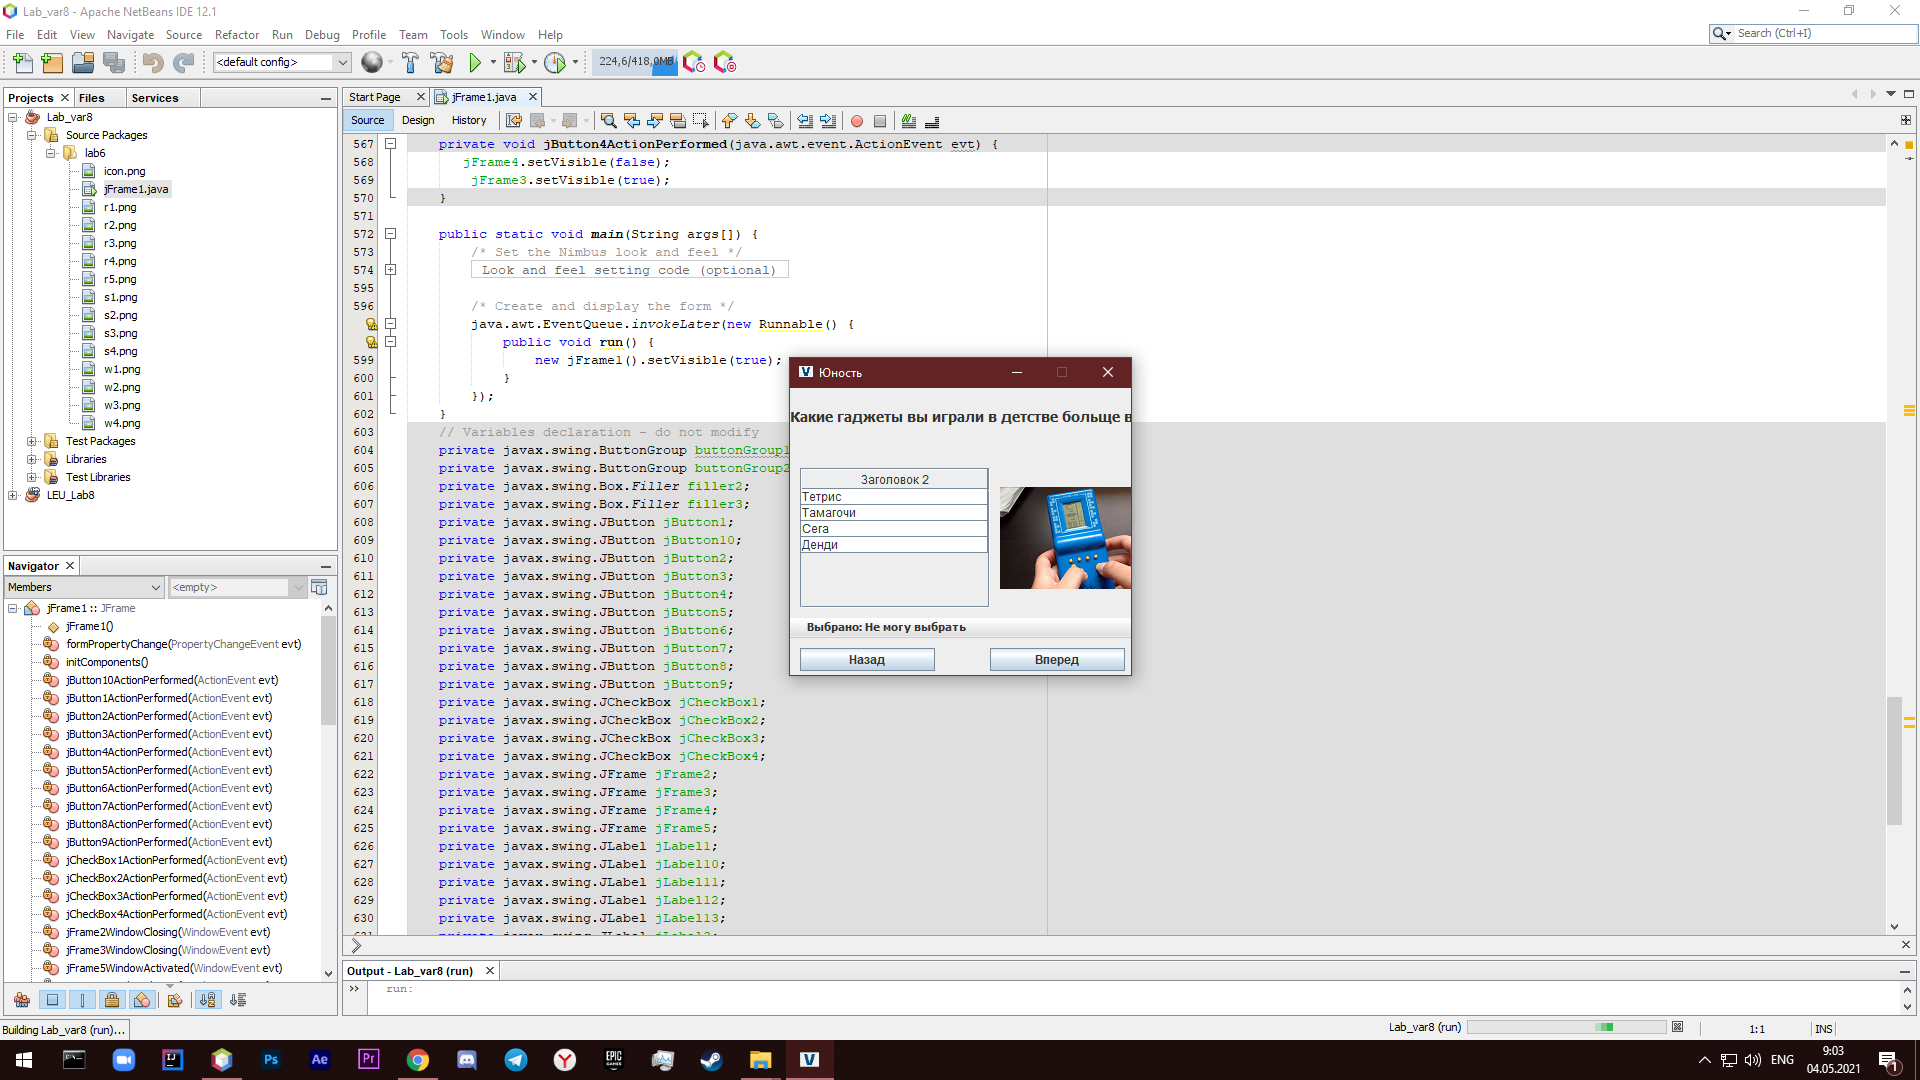 Lab_var8 - Apache NetBeans IDE 12.1
File Edit View Navigate Source Refactor Run Debug Profile Team Tools Window Help
Search (Ctrl+I)
<default config>
224,6/418,0MB
Projects Files Services
Lab_var8
Source Packages
lab6
icon.png
jFrame1.java
r1.png
r2.png
r3.png
r4.png
r5.png
s1.png
s2.png
s3.png
s4.png
w1.png
w2.png
w3.png
w4.png
Test Packages
Libraries
Test Libraries
LEU_Lab8
Navigator
Members
<empty>
jFrame1 :: JFrame
jFrame1()
formPropertyChange(PropertyChangeEvent evt)
initComponents()
jButton10ActionPerformed(ActionEvent evt)
jButton1ActionPerformed(ActionEvent evt)
jButton2ActionPerformed(ActionEvent evt)
jButton3ActionPerformed(ActionEvent evt)
jButton4ActionPerformed(ActionEvent evt)
jButton5ActionPerformed(ActionEvent evt)
jButton6ActionPerformed(ActionEvent evt)
jButton7ActionPerformed(ActionEvent evt)
jButton8ActionPerformed(ActionEvent evt)
jButton9ActionPerformed(ActionEvent evt)
jCheckBox1ActionPerformed(ActionEvent evt)
jCheckBox2ActionPerformed(ActionEvent evt)
jCheckBox3ActionPerformed(ActionEvent evt)
jCheckBox4ActionPerformed(ActionEvent evt)
jFrame2WindowClosing(WindowEvent evt)
jFrame3WindowClosing(WindowEvent evt)
jFrame5WindowActivated(WindowEvent evt)
Building Lab_var8 (run)...
Start Page jFrame1.java
Source Design History
567 private void jButton4ActionPerformed(java.awt.event.ActionEvent evt) {
568 jFrame4.setVisible(false);
569 jFrame3.setVisible(true);
570 }
571
572 public static void main(String args[]) {
573 /* Set the Nimbus look and feel */
574 Look and feel setting code (optional)
595
596 /* Create and display the form */
java.awt.EventQueue.invokeLater(new Runnable() {
public void run() {
599 new jFrame1().setVisible(true);
600 }
601 });
602 }
603 // Variables declaration - do not modify
604 private javax.swing.ButtonGroup buttonGroup1
605 private javax.swing.ButtonGroup buttonGroup2
606 private javax.swing.Box.Filler filler2;
607 private javax.swing.Box.Filler filler3;
608 private javax.swing.JButton jButton1;
609 private javax.swing.JButton jButton10;
610 private javax.swing.JButton jButton2;
611 private javax.swing.JButton jButton3;
612 private javax.swing.JButton jButton4;
613 private javax.swing.JButton jButton5;
614 private javax.swing.JButton jButton6;
615 private javax.swing.JButton jButton7;
616 private javax.swing.JButton jButton8;
617 private javax.swing.JButton jButton9;
618 private javax.swing.JCheckBox jCheckBox1;
619 private javax.swing.JCheckBox jCheckBox2;
620 private javax.swing.JCheckBox jCheckBox3;
621 private javax.swing.JCheckBox jCheckBox4;
622 private javax.swing.JFrame jFrame2;
623 private javax.swing.JFrame jFrame3;
624 private javax.swing.JFrame jFrame4;
625 private javax.swing.JFrame jFrame5;
626 private javax.swing.JLabel jLabel1;
627 private javax.swing.JLabel jLabel10;
628 private javax.swing.JLabel jLabel11;
629 private javax.swing.JLabel jLabel12;
630 private javax.swing.JLabel jLabel13;
Юность
Какие гаджеты вы играли в детстве больще в
Заголовок 2
Тетрис
Тамагочи
Сега
Денди
Выбрано: Не могу выбрать
Назад Вперед
Output - Lab_var8 (run)
run:
Lab_var8 (run)
1:1 INS
Ps Ae Pr
EPIC GAMES
ENG
9:03
04.05.2021
1